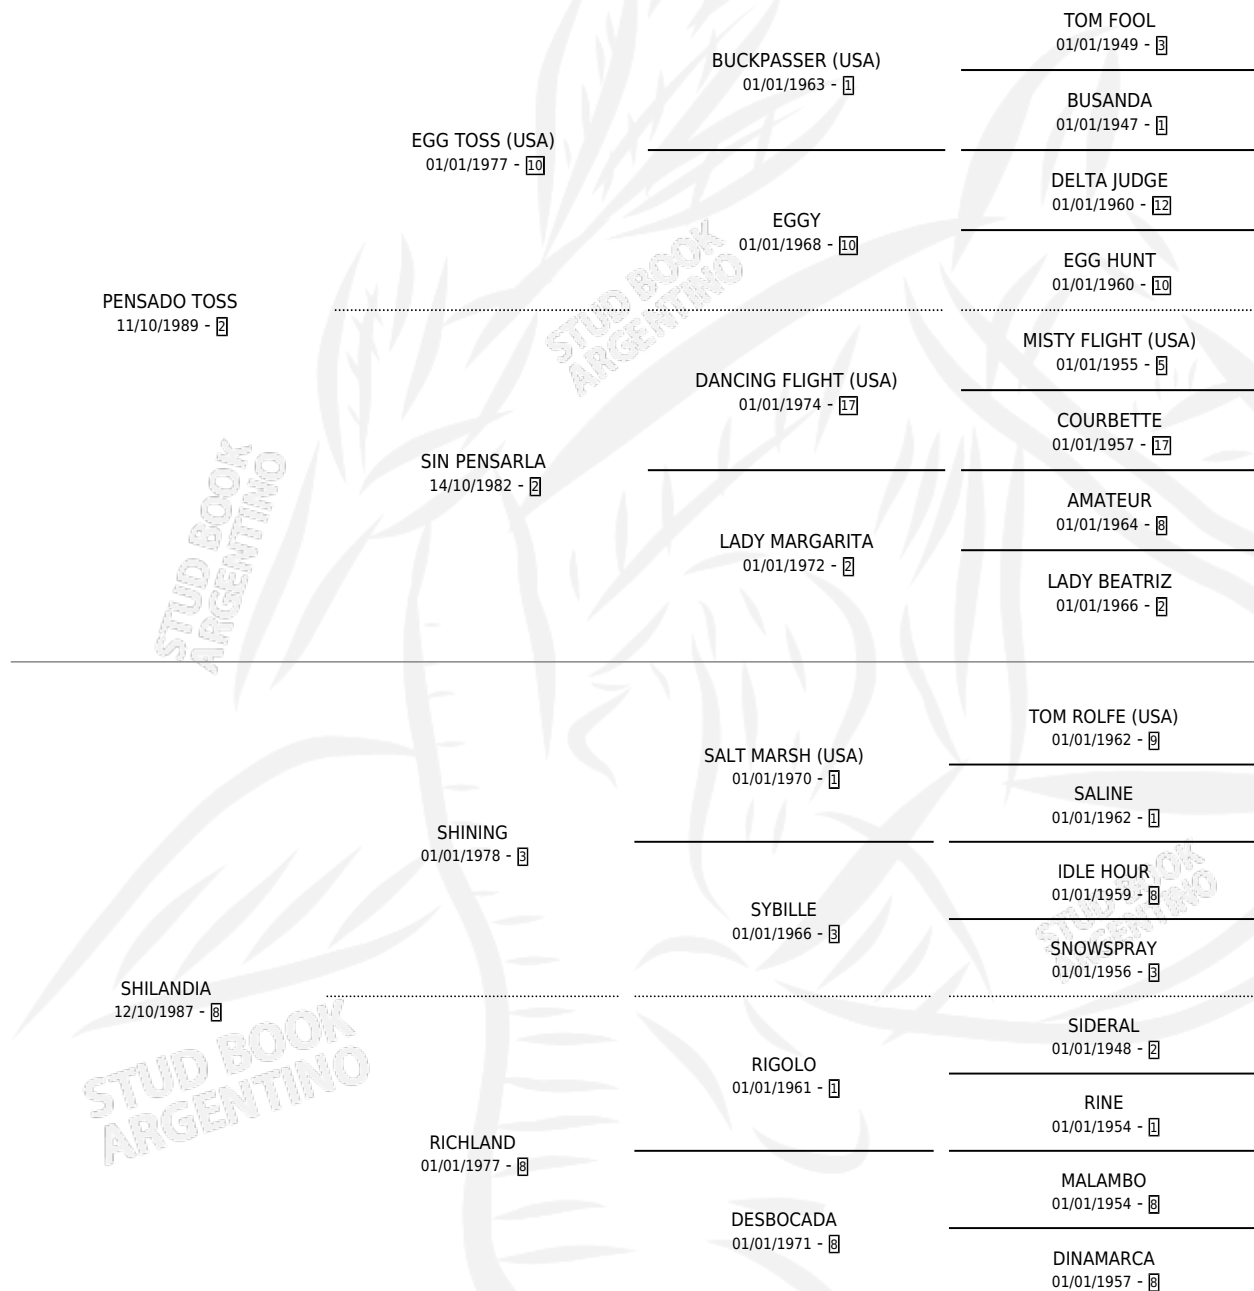 TOM FOOL
01/01/1949 - 3
BUCKPASSER (USA)
01/01/1963 - 1
BUSANDA
01/01/1947 - 1
EGG TOSS (USA)
01/01/1977 - 10
DELTA JUDGE
01/01/1960 - 12
EGGY
01/01/1968 - 10
EGG HUNT
01/01/1960 - 10
PENSADO TOSS
11/10/1989 - 2
MISTY FLIGHT (USA)
01/01/1955 - 5
DANCING FLIGHT (USA)
01/01/1974 - 17
COURBETTE
01/01/1957 - 17
SIN PENSARLA
14/10/1982 - 2
AMATEUR
01/01/1964 - 8
LADY MARGARITA
01/01/1972 - 2
LADY BEATRIZ
01/01/1966 - 2
TOM ROLFE (USA)
01/01/1962 - 9
SALT MARSH (USA)
01/01/1970 - 1
SALINE
01/01/1962 - 1
SHINING
01/01/1978 - 3
IDLE HOUR
01/01/1959 - 8
SYBILLE
01/01/1966 - 3
SNOWSPRAY
01/01/1956 - 3
SHILANDIA
12/10/1987 - 8
SIDERAL
01/01/1948 - 2
RIGOLO
01/01/1961 - 1
RINE
01/01/1954 - 1
RICHLAND
01/01/1977 - 8
MALAMBO
01/01/1954 - 8
DESBOCADA
01/01/1971 - 8
DINAMARCA
01/01/1957 - 8
STUD BOOK
ARGENTINO
STUD BOOK
ARGENTINO
STUD BOOK
ARGENTINO
STUD BOOK
ARGENTINO